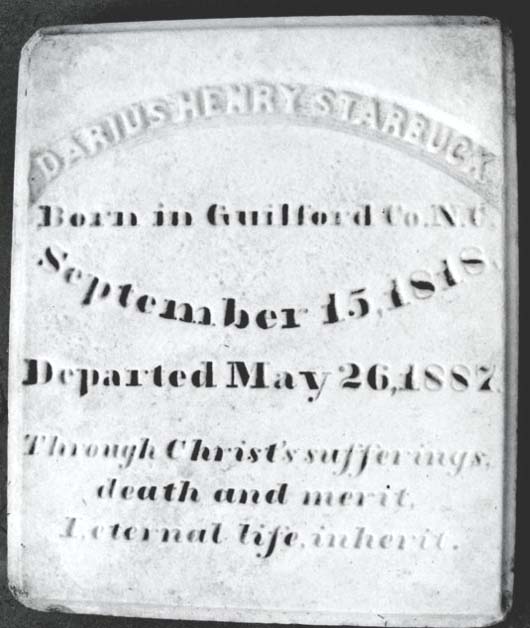 DARIUS HENRY STARBUCK
Born in Guilford Co. N.C.
September 15, 1818.
Departed May 26, 1887.
Through Christ's sufferings,
death and merit,
I, eternal life, inherit.